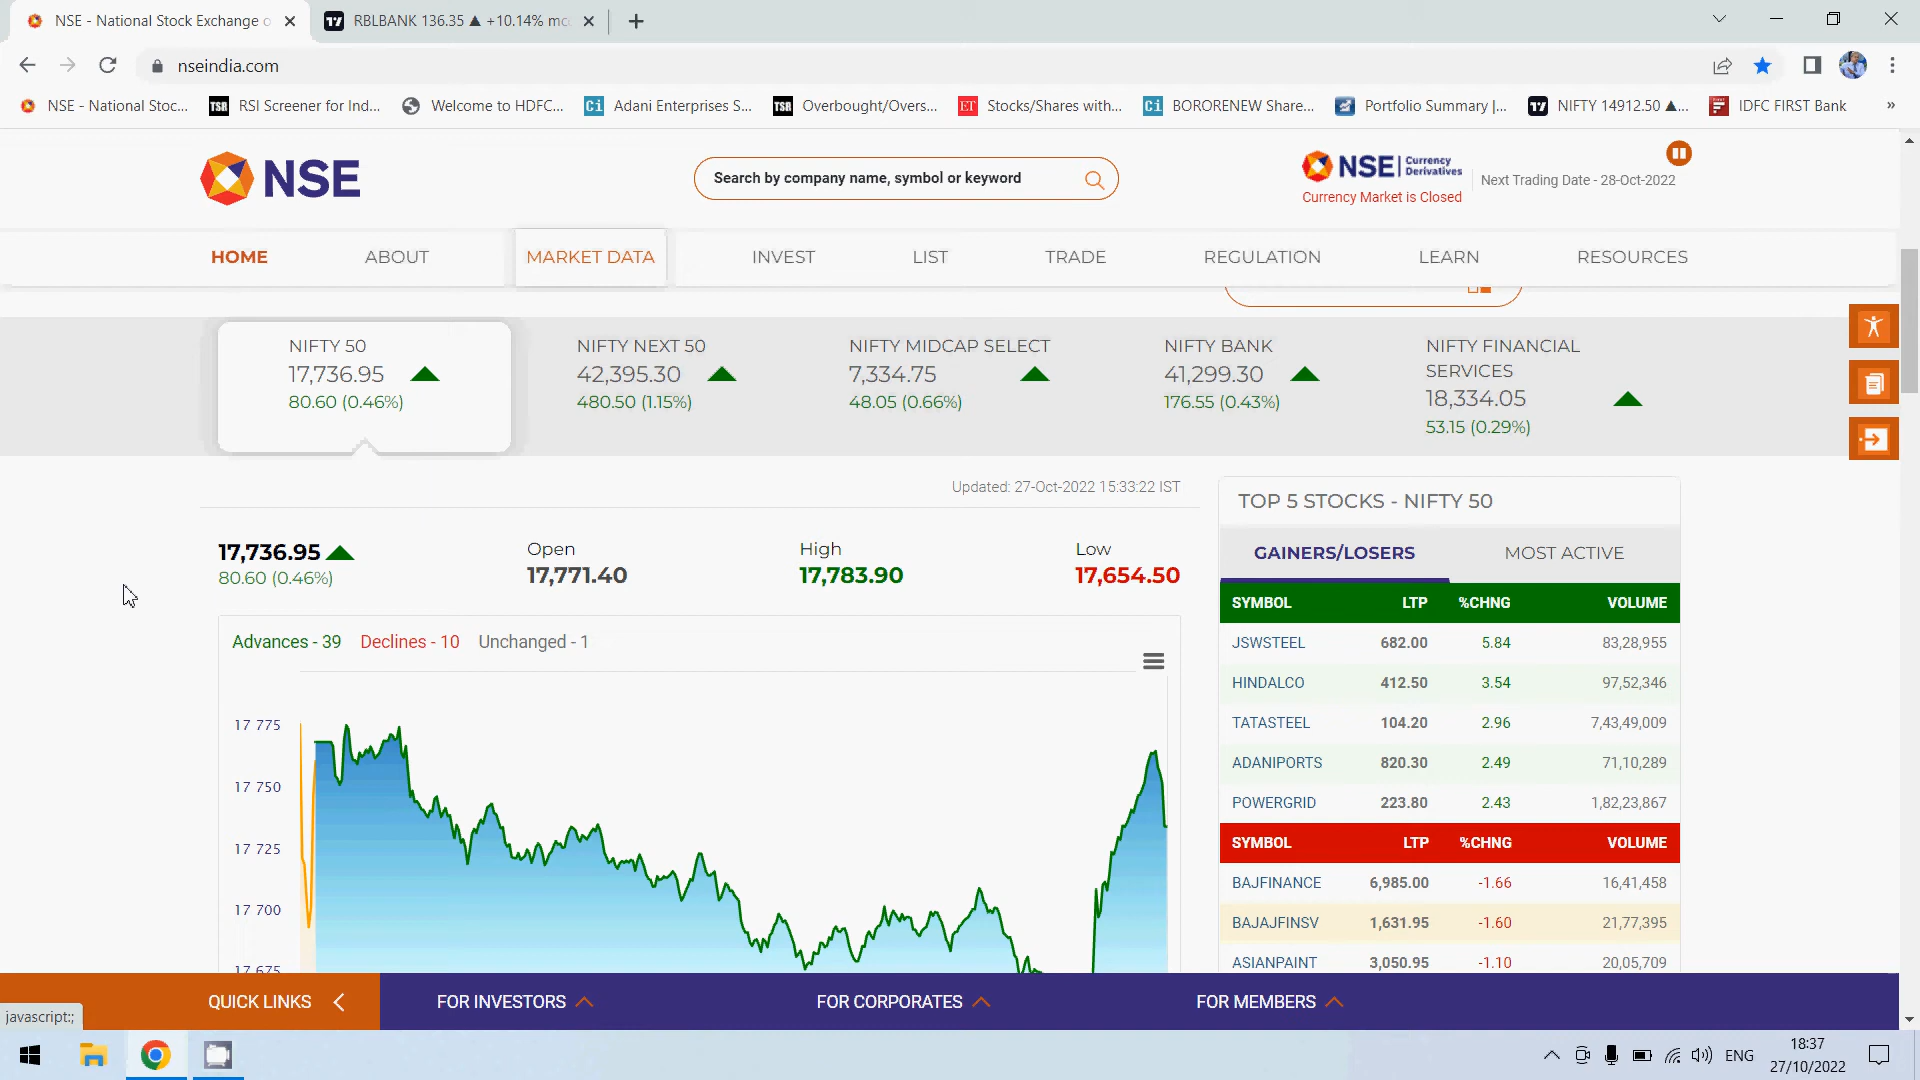 NSE - National Stock Exchange o
RBLBANK 136.35 ▲ +10.14% mc
nseindia.com
NSE - National Stoc...
TSR
RSI Screener for Ind...
Welcome to HDFC...
Ci
Adani Enterprises S...
TSR
Overbought/Overs...
ET
Stocks/Shares with...
Ci
BORORENEW Share...
Portfolio Summary |...
NIFTY 14912.50 ▲...
IDFC FIRST Bank
»
NSE
Search by company name, symbol or keyword
NSE
Currency
Derivatives
Currency Market is Closed
Next Trading Date - 28-Oct-2022
HOME
ABOUT
MARKET DATA
INVEST
LIST
TRADE
REGULATION
LEARN
RESOURCES
NIFTY 50
17,736.95
80.60 (0.46%)
NIFTY NEXT 50
42,395.30
480.50 (1.15%)
NIFTY MIDCAP SELECT
7,334.75
48.05 (0.66%)
NIFTY BANK
41,299.30
176.55 (0.43%)
NIFTY FINANCIAL
SERVICES
18,334.05
53.15 (0.29%)
Updated: 27-Oct-2022 15:33:22 IST
17,736.95
80.60 (0.46%)
Open
17,771.40
High
17,783.90
Low
17,654.50
Advances - 39 Declines - 10 Unchanged - 1
17 775
17 750
17 725
17 700
17 675
TOP 5 STOCKS - NIFTY 50
GAINERS/LOSERS MOST ACTIVE
SYMBOL LTP %CHNG VOLUME
JSWSTEEL 682.00 5.84 83,28,955
HINDALCO 412.50 3.54 97,52,346
TATASTEEL 104.20 2.96 7,43,49,009
ADANIPORTS 820.30 2.49 71,10,289
POWERGRID 223.80 2.43 1,82,23,867
SYMBOL LTP %CHNG VOLUME
BAJFINANCE 6,985.00 -1.66 16,41,458
BAJAJFINSV 1,631.95 -1.60 21,77,395
ASIANPAINT 3,050.95 -1.10 20,05,709
QUICK LINKS
FOR INVESTORS
FOR CORPORATES
FOR MEMBERS
javascript:;
ENG
18:37
27/10/2022